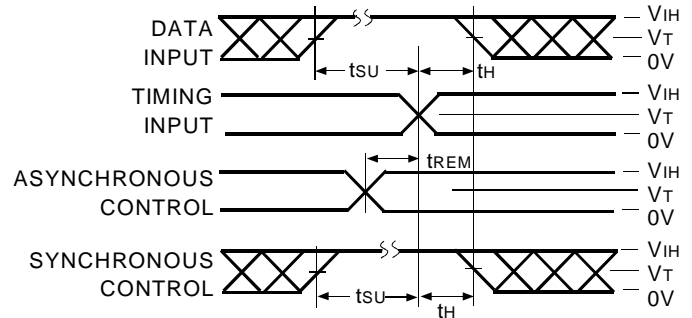 DATA
INPUT
VIH
VT
0V
tSU
tH
TIMING
INPUT
VIH
VT
0V
tREM
ASYNCHRONOUS
CONTROL
VIH
VT
0V
SYNCHRONOUS
CONTROL
VIH
VT
0V
tSU
tH